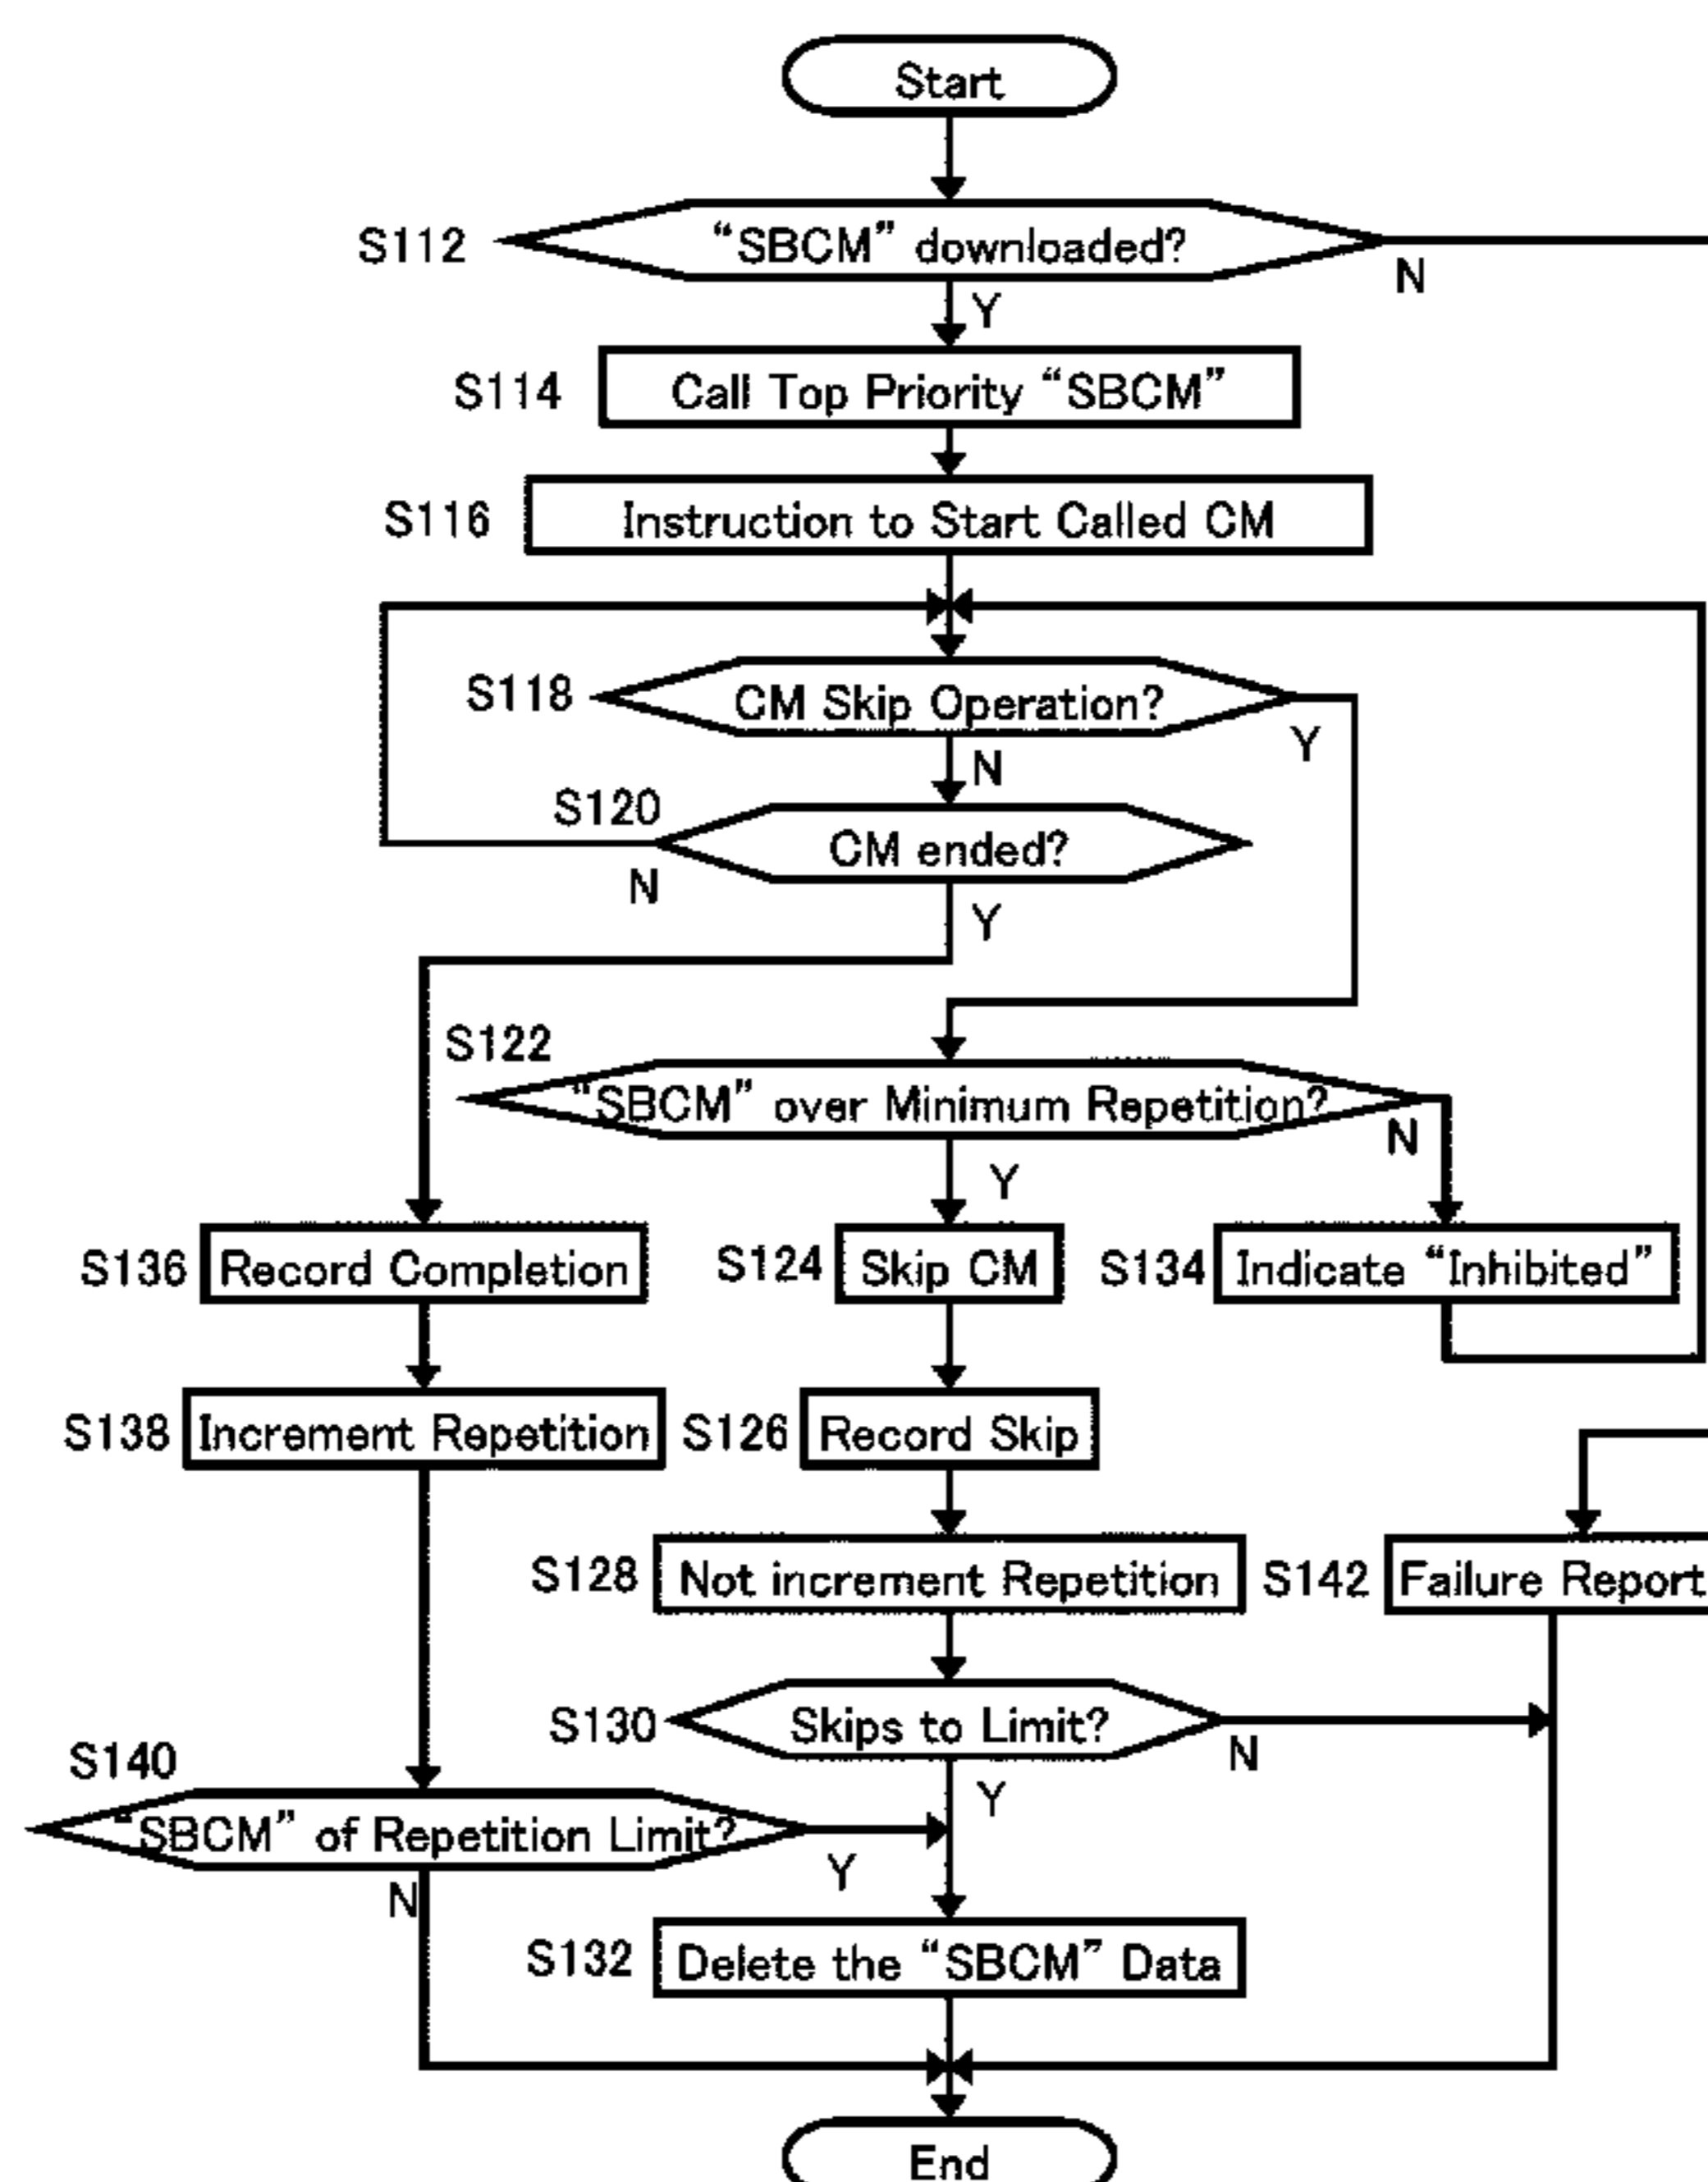 Start
S112
“SBCM” downloaded?
N
Y
S114
Call Top Priority “SBCM”
S116
Instruction to Start Called CM
S118
CM Skip Operation?
Y
N
S120
CM ended?
N
Y
S122
“SBCM” over Minimum Repetition?
N
Y
S136
Record Completion
S124
Skip CM
S134
Indicate “Inhibited”
S138
Increment Repetition
S126
Record Skip
S128
Not increment Repetition
S142
Failure Report
S130
Skips to Limit?
N
S140
Y
“SBCM” of Repetition Limit?
Y
N
S132
Delete the “SBCM” Data
End